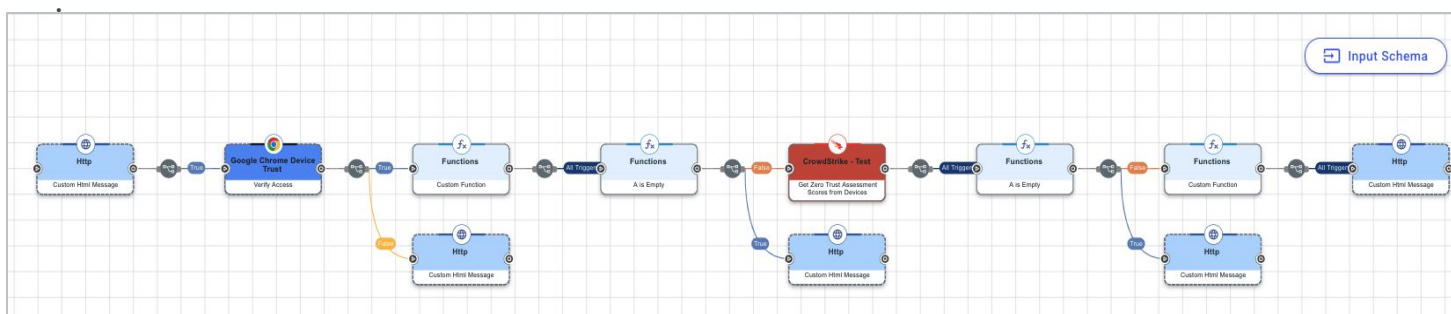 Input Schema
Http
Custom Html Message
True
Google Chrome Device
Trust
Verify Access
True
Functions
Custom Function
All Trigger
Functions
A is Empty
False
CrowdStrike - Test
Get Zero Trust Assessment
Scores from Devices
All Trigger
Functions
A is Empty
False
Functions
Custom Function
All Trigger
Http
Custom Html Message
False
Http
Custom Html Message
True
Http
Custom Html Message
True
Http
Custom Html Message